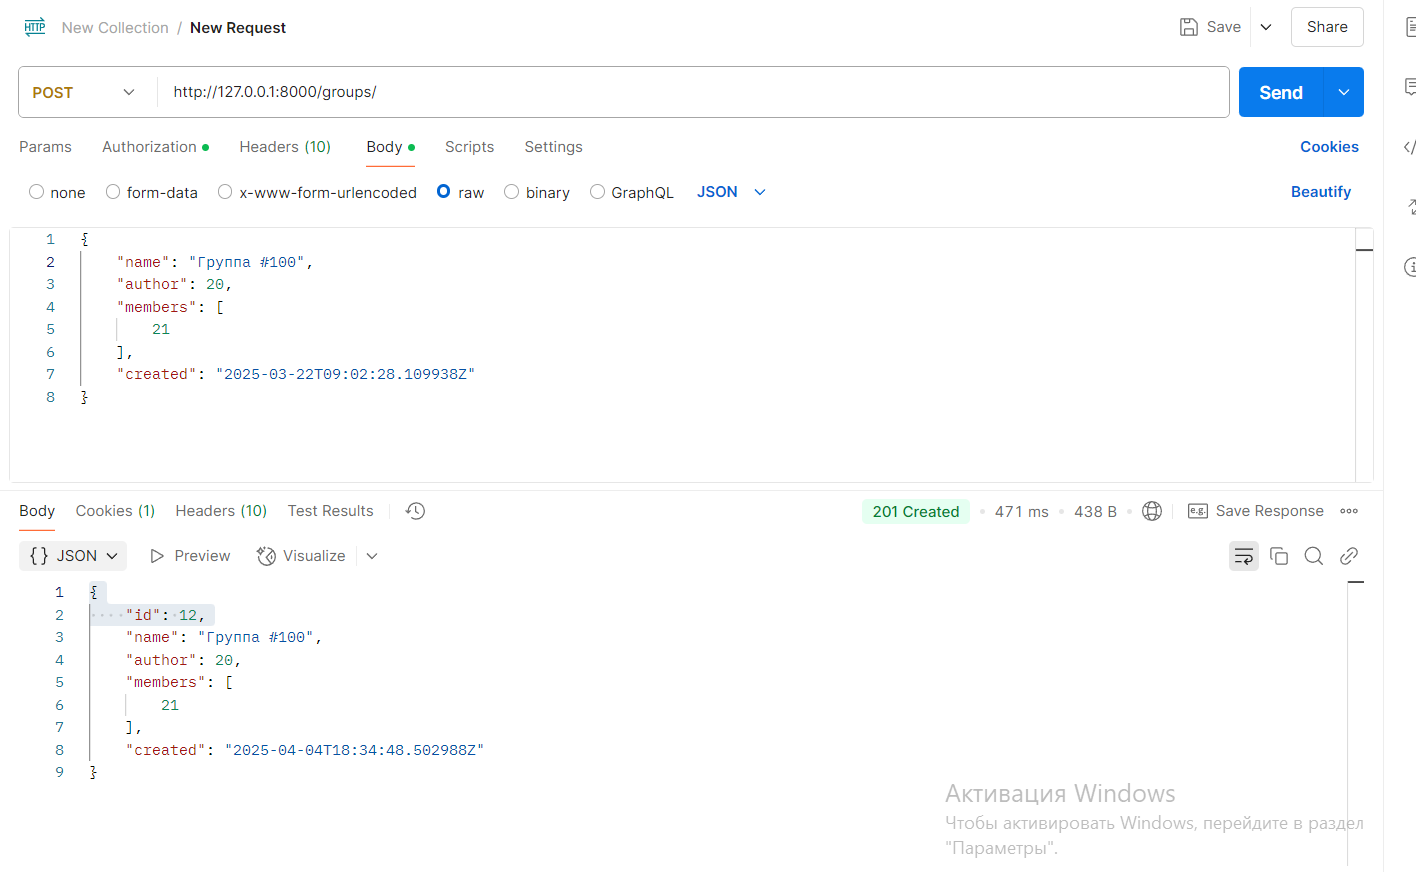 HTTP New Collection / New Request Save Share
POST http://127.0.0.1:8000/groups/ Send
Params Authorization Headers (10) Body Scripts Settings Cookies
none form-data x-www-form-urlencoded raw binary GraphQL JSON Beautify
1 {
2 "name": "Группа #100",
3 "author": 20,
4 "members": [
5 21
6 ],
7 "created": "2025-03-22T09:02:28.109938Z"
8 }
Body Cookies (1) Headers (10) Test Results 201 Created 471 ms 438 B e.g. Save Response
{} JSON Preview Visualize
1 {
2 "id": 12,
3 "name": "Группа #100",
4 "author": 20,
5 "members": [
6 21
7 ],
8 "created": "2025-04-04T18:34:48.502988Z"
9 }
Активация Windows
Чтобы активировать Windows, перейдите в раздел
"Параметры".